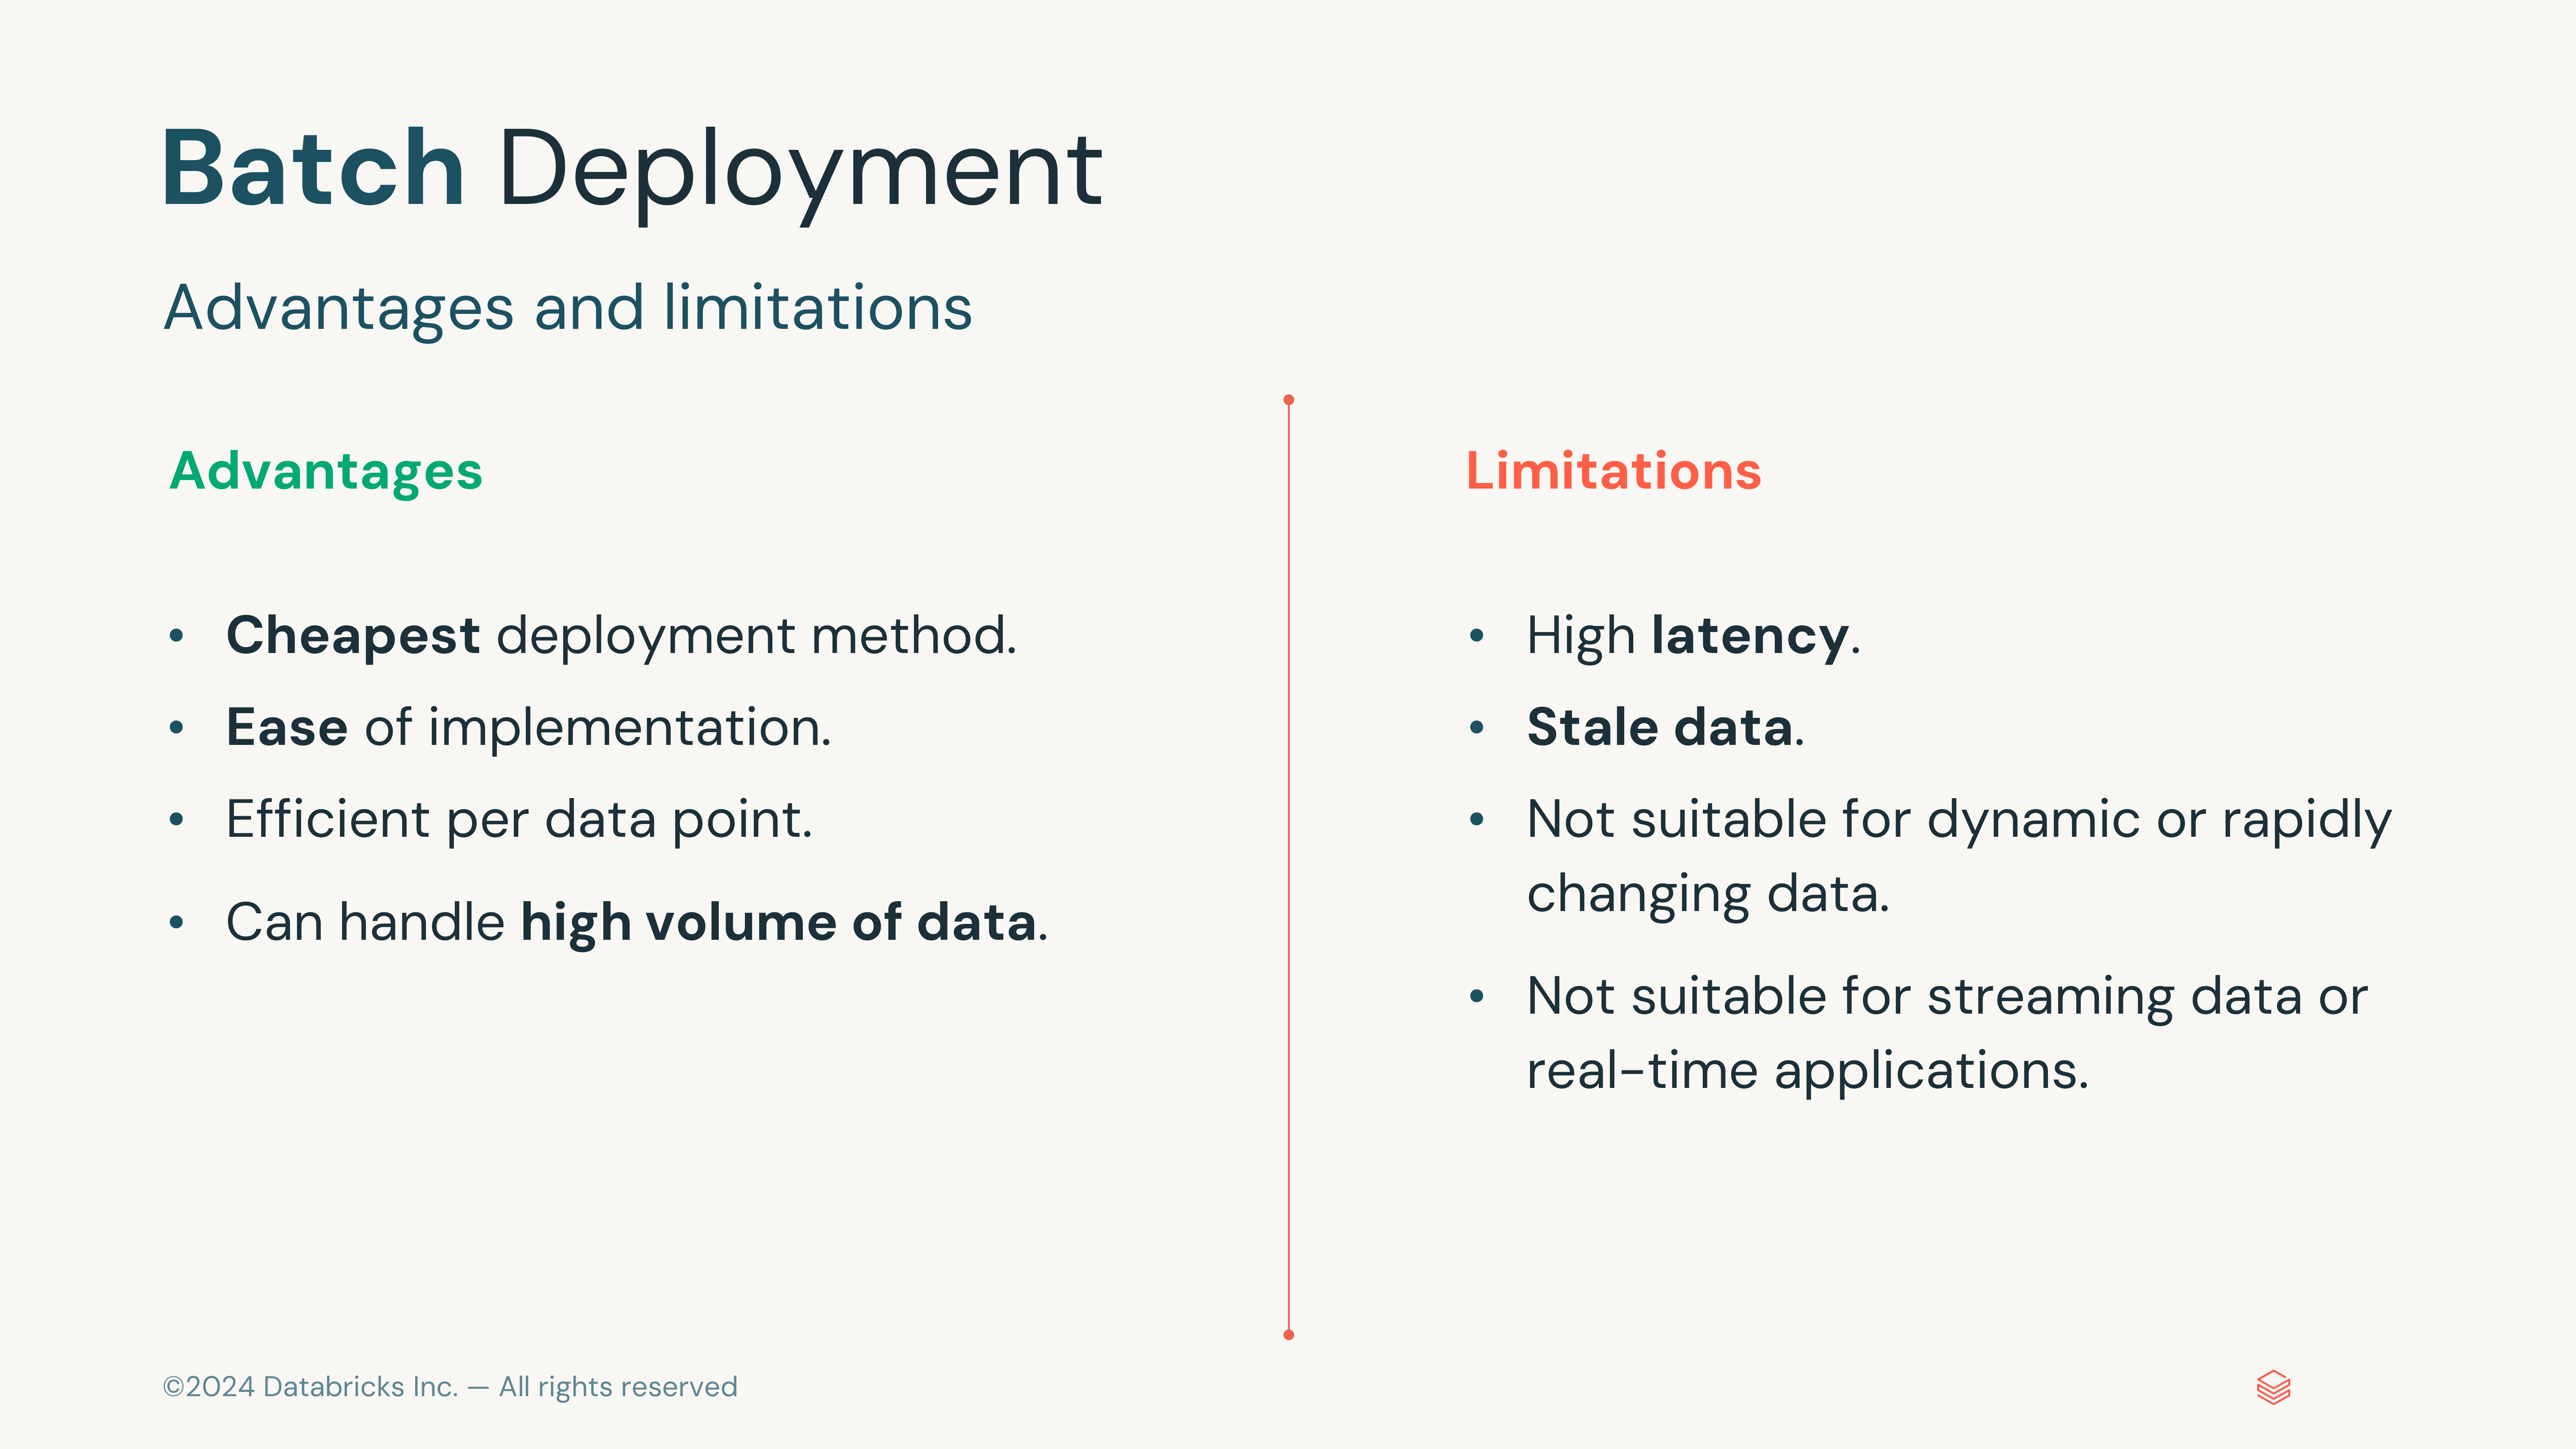 Batch Deployment
Advantages and limitations
Advantages
• Cheapest deployment method.
• Ease of implementation.
• Efficient per data point.
• Can handle high volume of data.
Limitations
• High latency.
• Stale data.
• Not suitable for dynamic or rapidly
changing data.
• Not suitable for streaming data or
real-time applications.
©2024 Databricks Inc. — All rights reserved